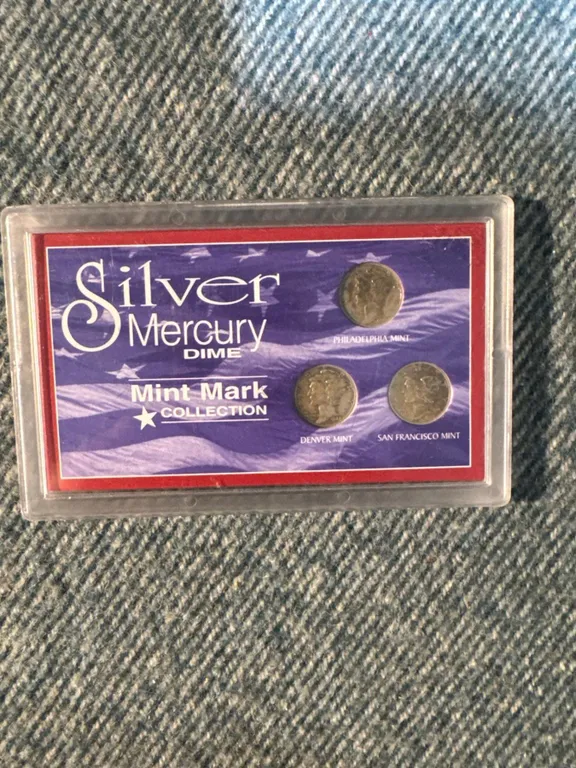 Silver
Mercury
DIME
Mint Mark
COLLECTION
PHILADELPHIA MINT
DENVER MINT
SAN FRANCISCO MINT